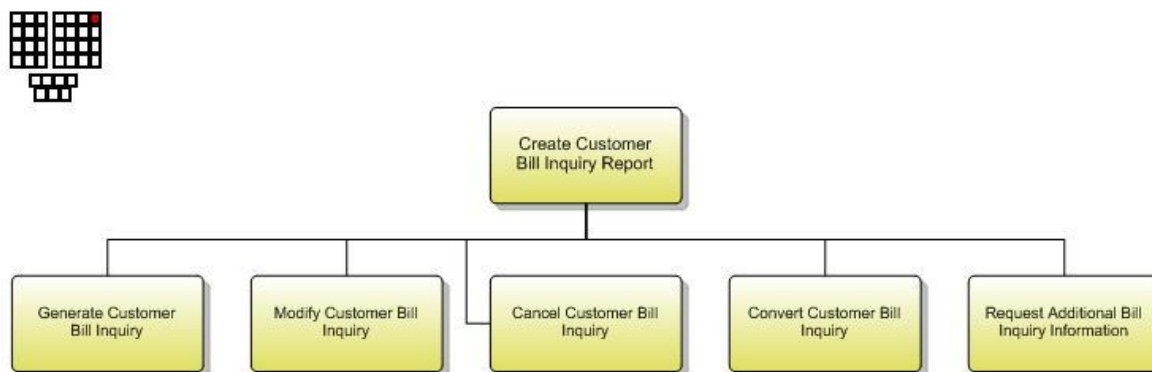 Create Customer
Bill Inquiry Report
Generate Customer
Bill Inquiry
Modify Customer Bill
Inquiry
Cancel Customer Bill
Inquiry
Convert Customer Bill
Inquiry
Request Additional Bill
Inquiry Information